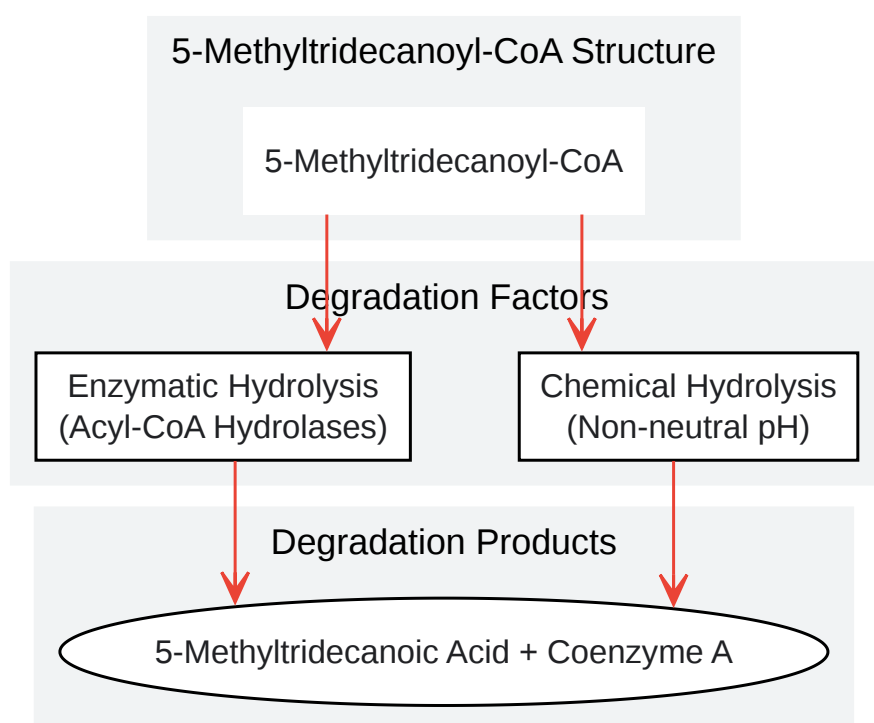 5-Methyltridecanoyl-CoA Structure
5-Methyltridecanoyl-CoA
Degradation Factors
Enzymatic Hydrolysis
(Acyl-CoA Hydrolases)
Chemical Hydrolysis
(Non-neutral pH)
Degradation Products
5-Methyltridecanoic Acid + Coenzyme A